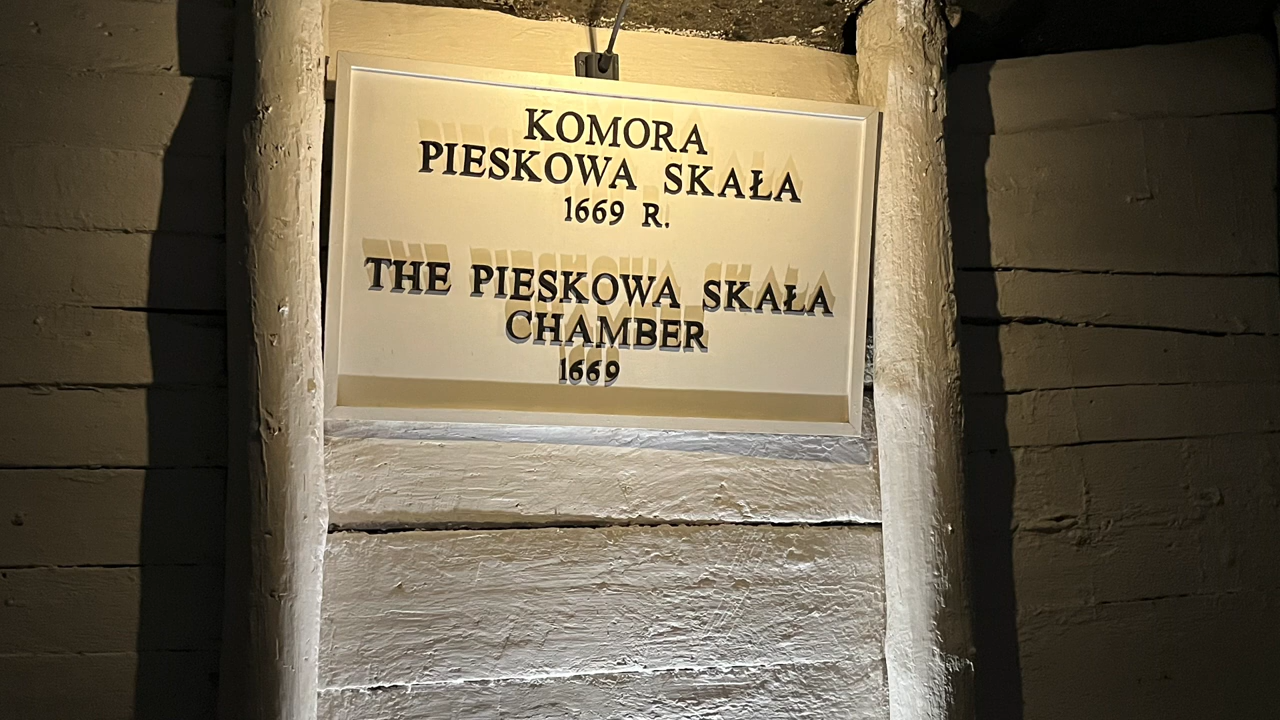 KOMORA
PIESKOWA SKAŁA
1669 R.
THE PIESKOWA SKAŁA
CHAMBER
1669